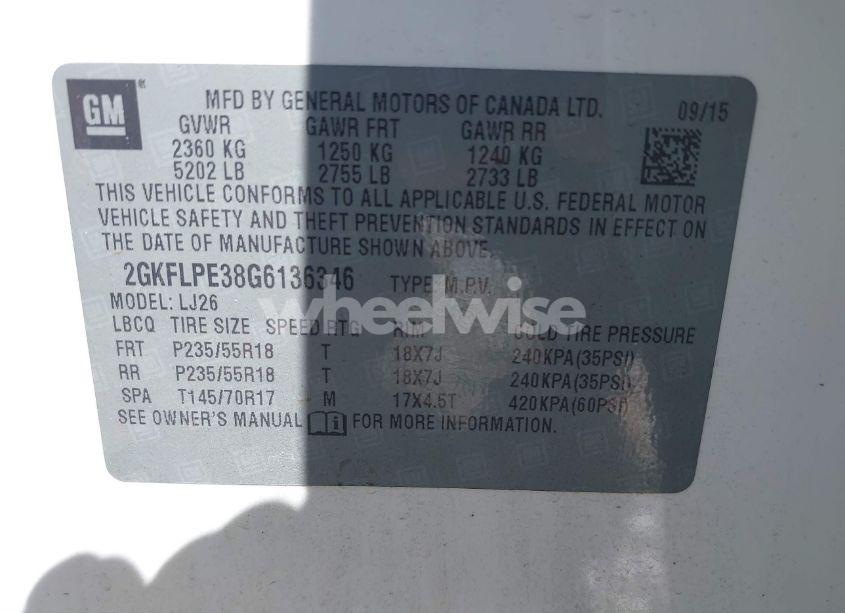 GM
MFD BY GENERAL MOTORS OF CANADA LTD. 09/15
GVWR GAWR FRT GAWR RR
2360 KG 1250 KG 1240 KG
5202 LB 2755 LB 2733 LB
THIS VEHICLE CONFORMS TO ALL APPLICABLE U.S. FEDERAL MOTOR
VEHICLE SAFETY AND THEFT PREVENTION STANDARDS IN EFFECT ON
THE DATE OF MANUFACTURE SHOWN ABOVE.
2GKFLPE38G6136346 TYPE M.P.V.
wheelwise
MODEL: LJ26
LBCQ TIRE SIZE SPEED RTG RIM COLD TIRE PRESSURE
FRT P235/55R18 T 18X7J 240KPA(35PSI)
RR P235/55R18 T 18X7J 240KPA(35PSI)
SPA T145/70R17 M 17X4.5T 420KPA(60PSI)
SEE OWNER'S MANUAL FOR MORE INFORMATION.